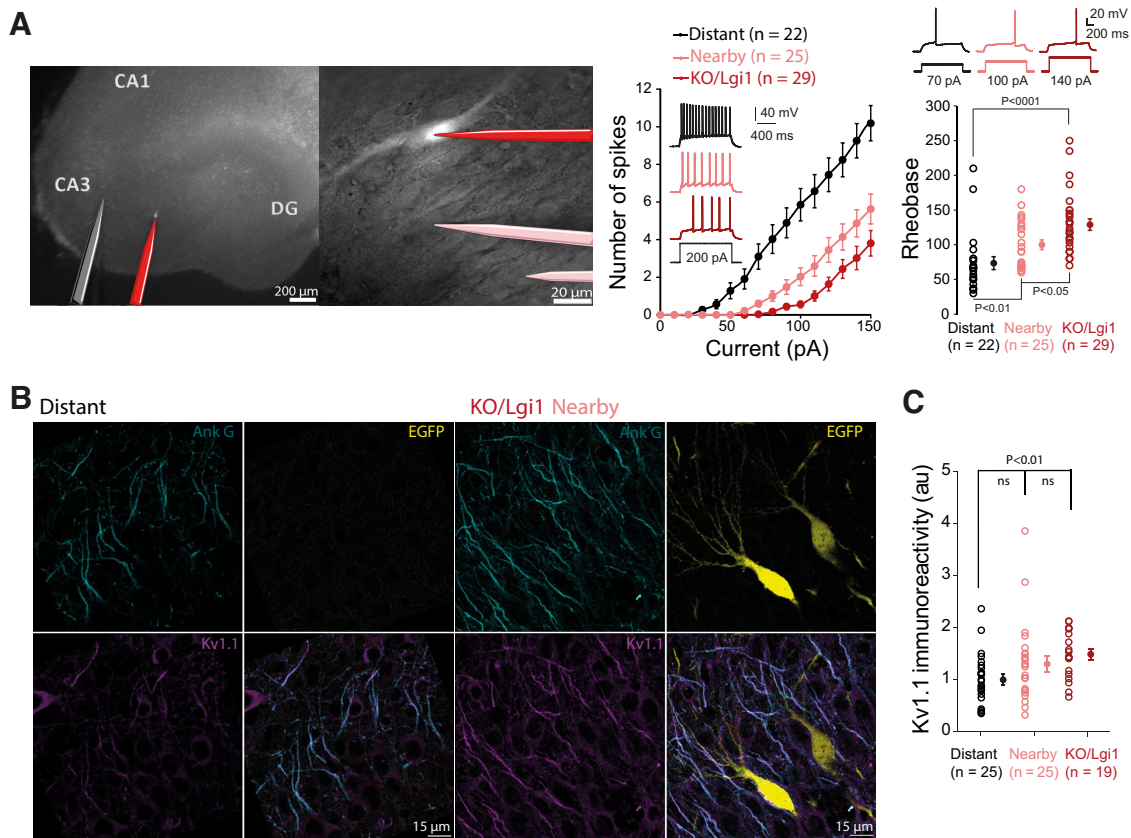 A
CA1
CA3
DG
200 µm
20 µm
Distant (n = 22)
Nearby (n = 25)
KO/Lgi1 (n = 29)
40 mV
400 ms
200 pA
Number of spikes
12
10
8
6
4
2
0
0 50 100 150
Current (pA)
20 mV
200 ms
70 pA 100 pA 140 pA
P<0001
Rheobase
300
250
200
150
100
50
0
P<0.05
P<0.01
Distant Nearby KO/Lgi1
(n = 22) (n = 25) (n = 29)
B
Distant
KO/Lgi1 Nearby
Ank G
EGFP
Ank G
EGFP
Kv1.1
15 µm
Kv1.1
15 µm
C
P<0.01
ns ns
Kv1.1 immunoreactivity (au)
5
4
3
2
1
0
Distant Nearby KO/Lgi1
(n = 25) (n = 25) (n = 19)